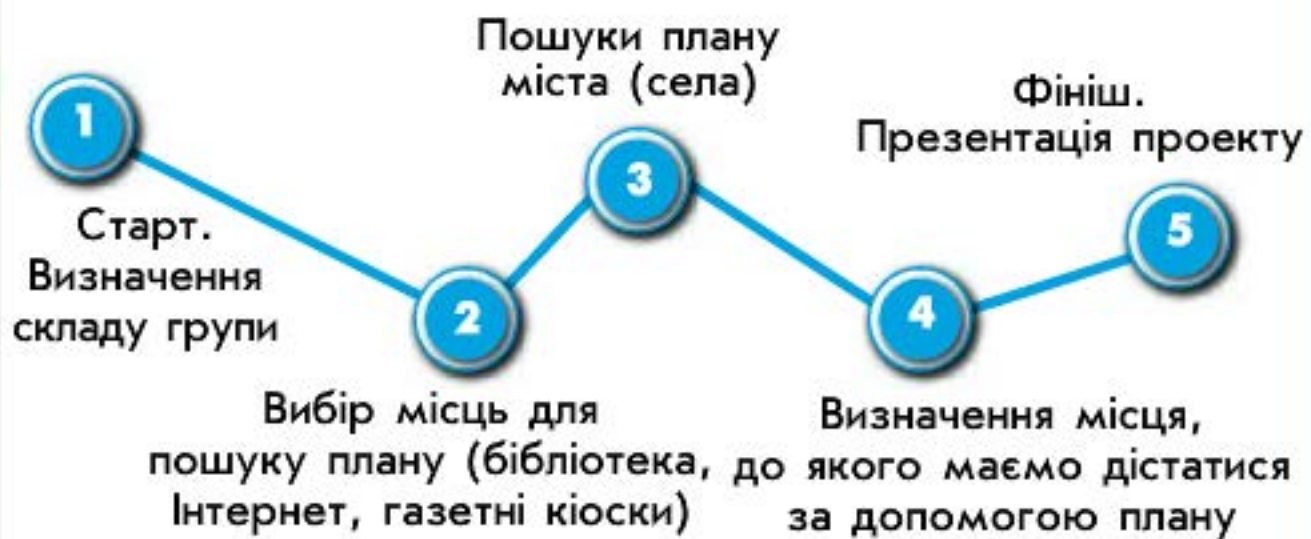 1
Старт.
Визначення
складу групи
2
Вибір місць для
пошуку плану (бібліотека,
Інтернет, газетні кіоски)
3
Пошуки плану
міста (села)
4
Визначення місця,
до якого маємо дістатися
за допомогою плану
5
Фініш.
Презентація проекту